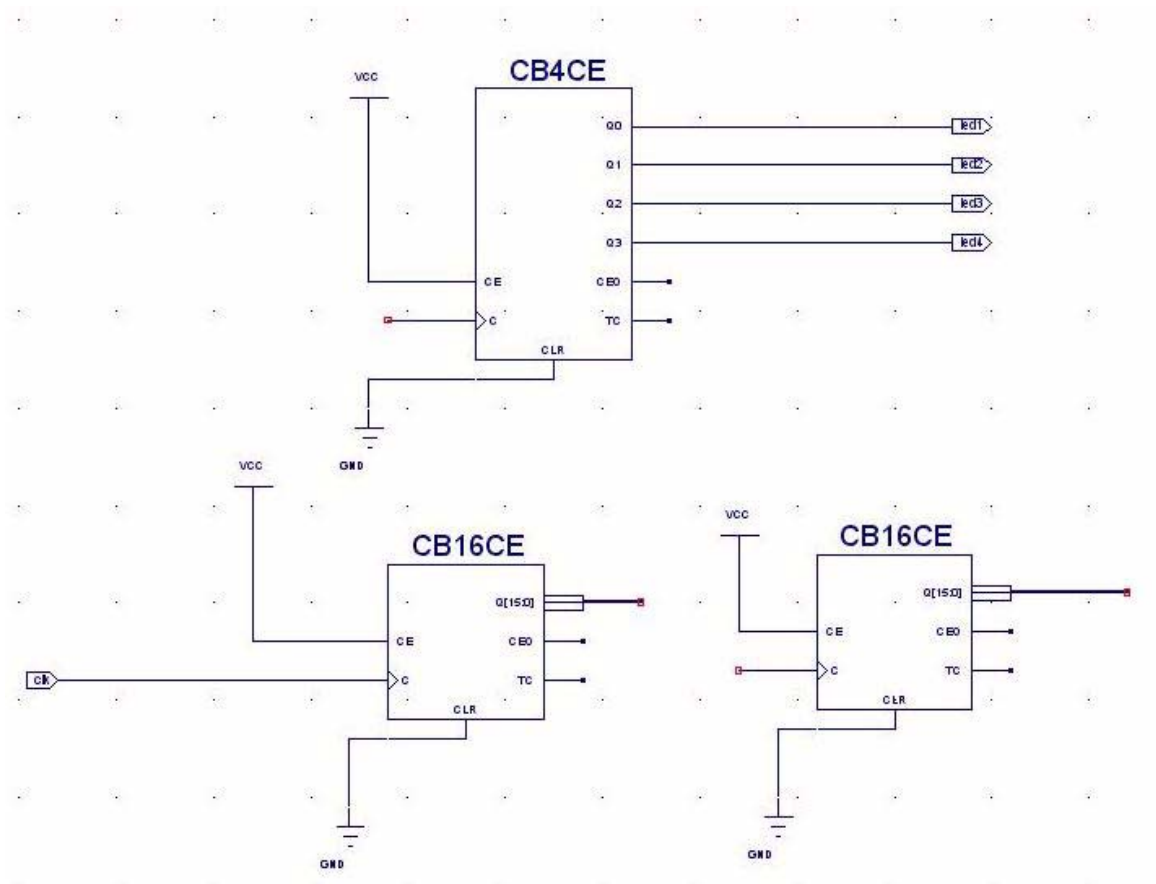 CB4CE
VCC
Q0
led1
Q1
led2
Q2
led3
Q3
led4
CE
CEO
C
TC
CLR
GND
VCC
CB16CE
Q[15:0]
CE
CEO
clk
C
TC
CLR
GND
VCC
CB16CE
Q[15:0]
CE
CEO
C
TC
CLR
GND